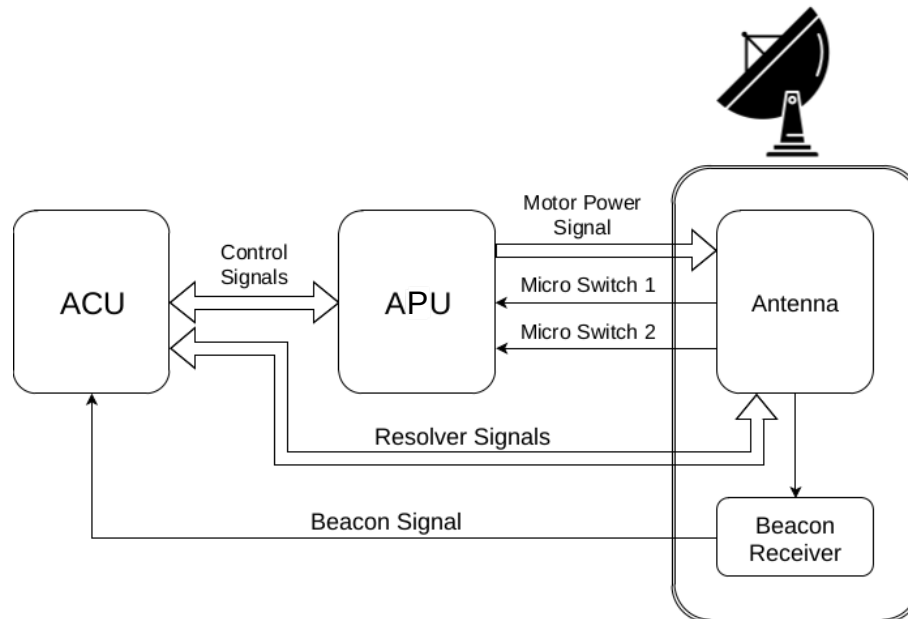 Motor Power
Signal
Control
Signals
ACU
APU
Micro Switch 1
Antenna
Micro Switch 2
Resolver Signals
Beacon Signal
Beacon
Receiver